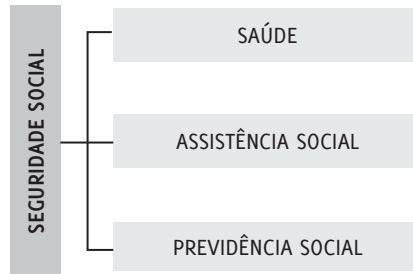 SEGURIDADE SOCIAL
SAÚDE
ASSISTÊNCIA SOCIAL
PREVIDÊNCIA SOCIAL